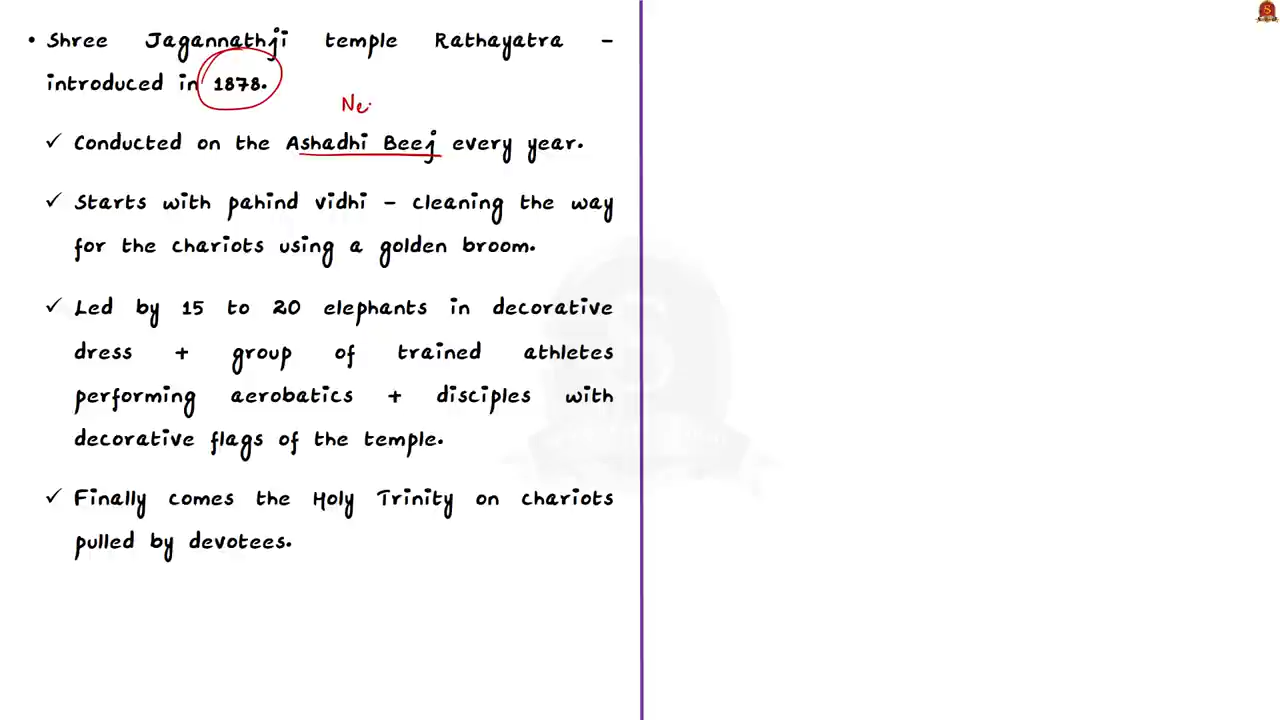 • Shree Jagannathji temple Rathayatra –
introduced in 1878.
Ne
✓ Conducted on the Ashadhi Beej every year.
✓ Starts with pahind vidhi – cleaning the way
for the chariots using a golden broom.
✓ Led by 15 to 20 elephants in decorative
dress + group of trained athletes
performing aerobatics + disciples with
decorative flags of the temple.
✓ Finally comes the Holy Trinity on chariots
pulled by devotees.